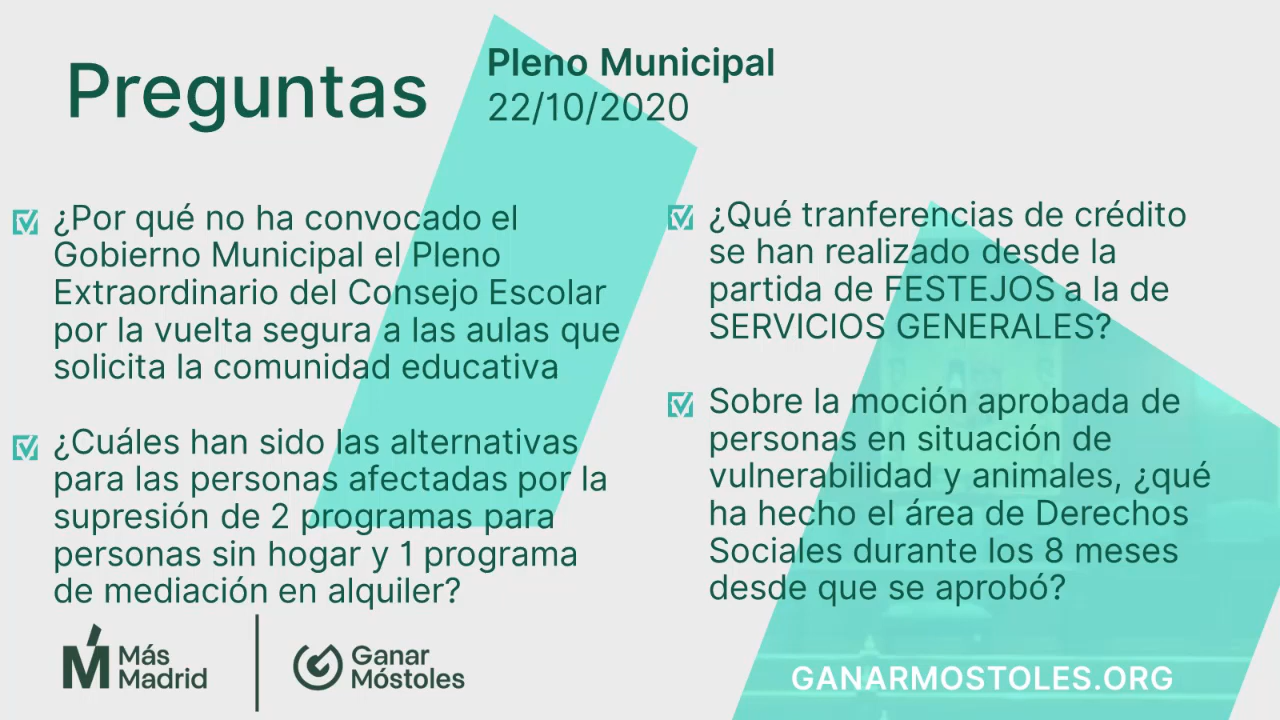 Preguntas
Pleno Municipal
22/10/2020
¿Por qué no ha convocado el
Gobierno Municipal el Pleno
Extraordinario del Consejo Escolar
por la vuelta segura a las aulas que
solicita la comunidad educativa
¿Cuáles han sido las alternativas
para las personas afectadas por la
supresión de 2 programas para
personas sin hogar y 1 programa
de mediación en alquiler?
¿Qué tranferencias de crédito
se han realizado desde la
partida de FESTEJOS a la de
SERVICIOS GENERALES?
Sobre la moción aprobada de
personas en situación de
vulnerabilidad y animales, ¿qué
ha hecho el área de Derechos
Sociales durante los 8 meses
desde que se aprobó?
Más
Madrid
Ganar
Móstoles
GANARMOSTOLES.ORG